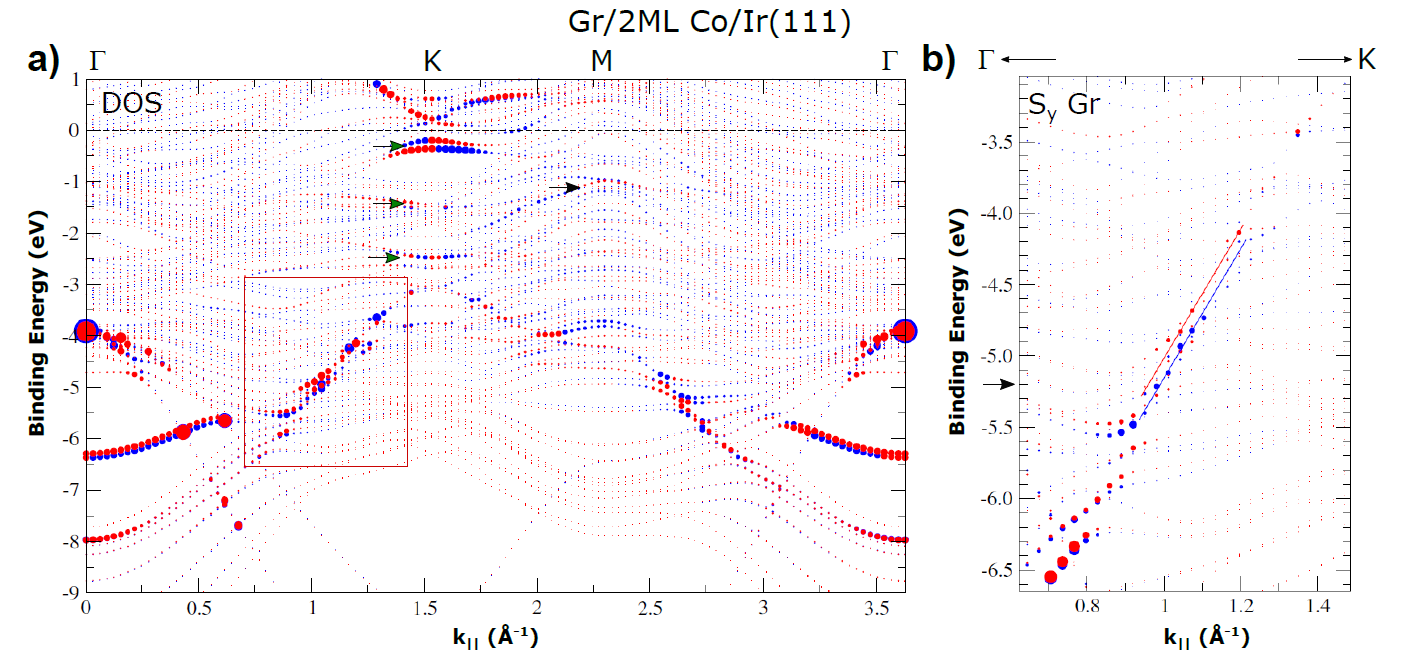 Gr/2ML Co/Ir(111)
a) Γ K M Γ
DOS
Binding Energy (eV)
1
0
-1
-2
-3
-4
-5
-6
-7
-8
-9
0 0.5 1 1.5 2 2.5 3 3.5
k|| (Å-1)
b) Γ K
Sy Gr
Binding Energy (eV)
-3.5
-4.0
-4.5
-5.0
-5.5
-6.0
-6.5
0.8 1 1.2 1.4
k|| (Å-1)